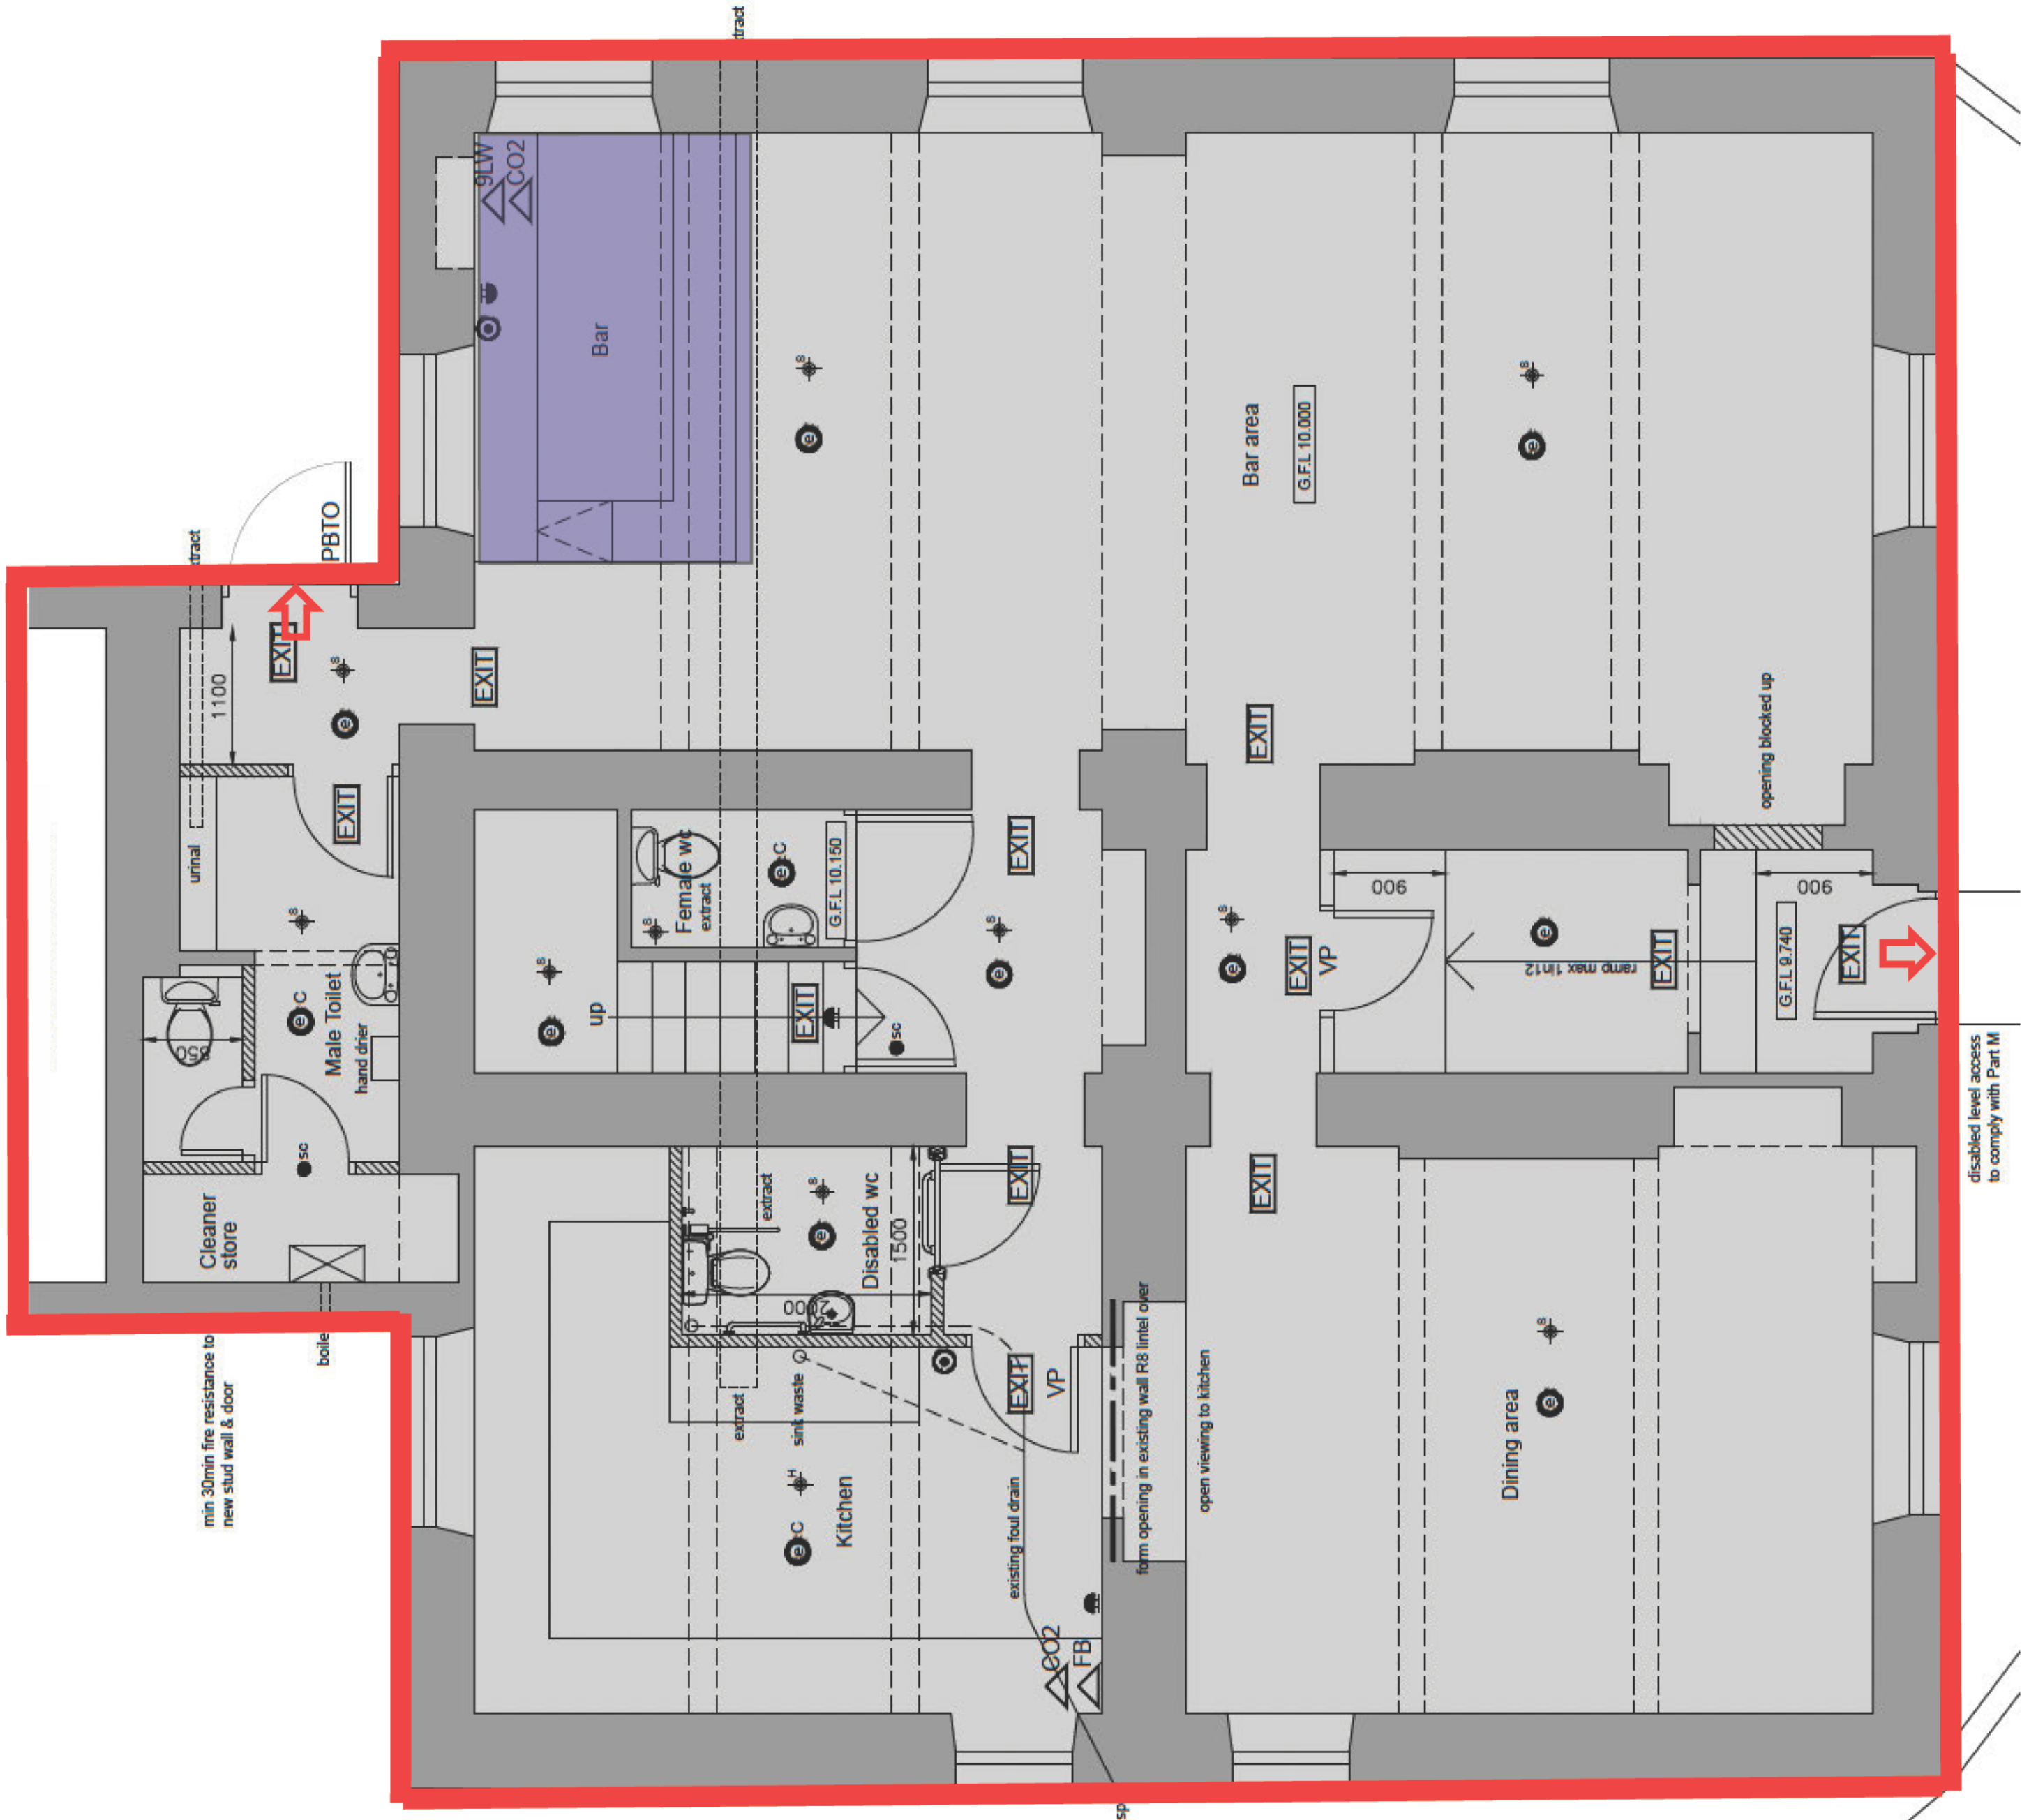 extract
urinal
1100
EXIT
PBTO
EXIT
EXIT
850
Male Toilet
hand drier
C
sc
Cleaner
store
boile
min 30min fire resistance to
new stud wall & door
9LW
CO2
Bar
tract
Bar area
G.F.L 10.000
EXIT
opening blocked up
Female wc
extract
C
G.F.L 10.150
EXIT
up
EXIT
sc
EXIT
VP
900
ramp max 1in12
EXIT
900
G.F.L 9.740
EXIT
disabled level access
to comply with Part M
extract
Disabled wc
1500
2000
EXIT
EXIT
extract
sink waste
EXIT
VP
H
C
Kitchen
existing foul drain
form opening in existing wall R8 lintel over
open viewing to kitchen
CO2
FB
Dining area
sp
e
e
e
e
e
e
e
e
e
e
e
e
e
s
s
s
s
s
s
s
s
s
s